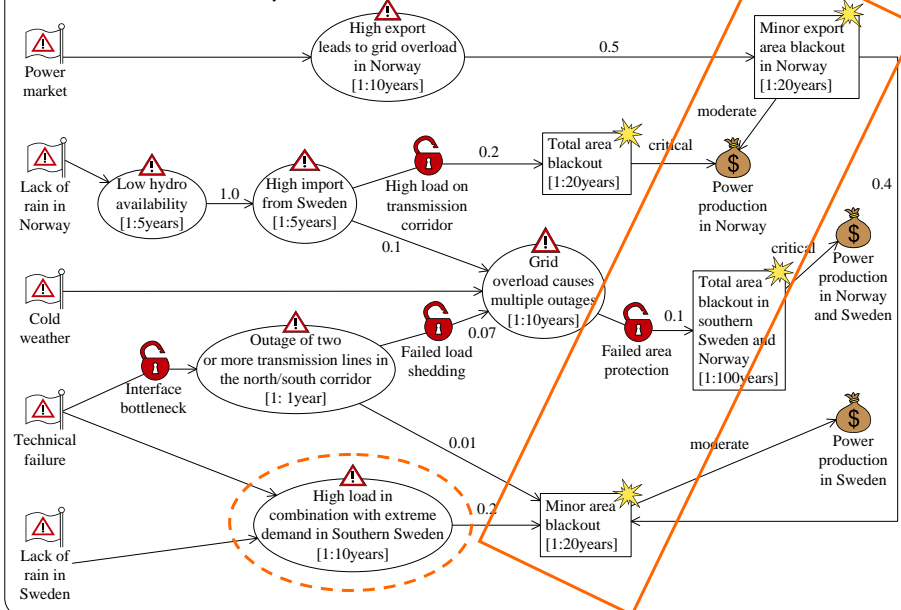 Power
market
High export
leads to grid overload
in Norway
[1:10years]
0.5
Minor export
area blackout
in Norway
[1:20years]
moderate
0.4
Lack of
rain in
Norway
Low hydro
availability
[1:5years]
1.0
High import
from Sweden
[1:5years]
High load on
transmission
corridor
0.2
Total area
blackout
[1:20years]
critical
$
Power
production
in Norway
0.1
Cold
weather
Grid
overload causes
multiple outages
[1:10years]
Failed area
protection
0.1
Total area
blackout in
southern
Sweden and
Norway
[1:100years]
critical
$
Power
production
in Norway
and Sweden
Technical
failure
Interface
bottleneck
Outage of two
or more transmission lines in
the north/south corridor
[1: 1year]
Failed load
shedding
0.07
0.01
Lack of
rain in
Sweden
High load in
combination with extreme
demand in Southern Sweden
[1:10years]
0.2
Minor area
blackout
[1:20years]
moderate
$
Power
production
in Sweden